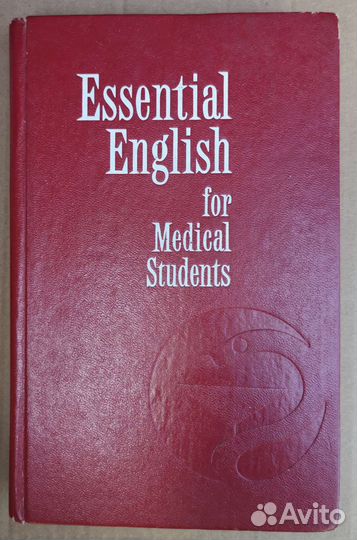 Essential
English
for
Medical
Students
Avito